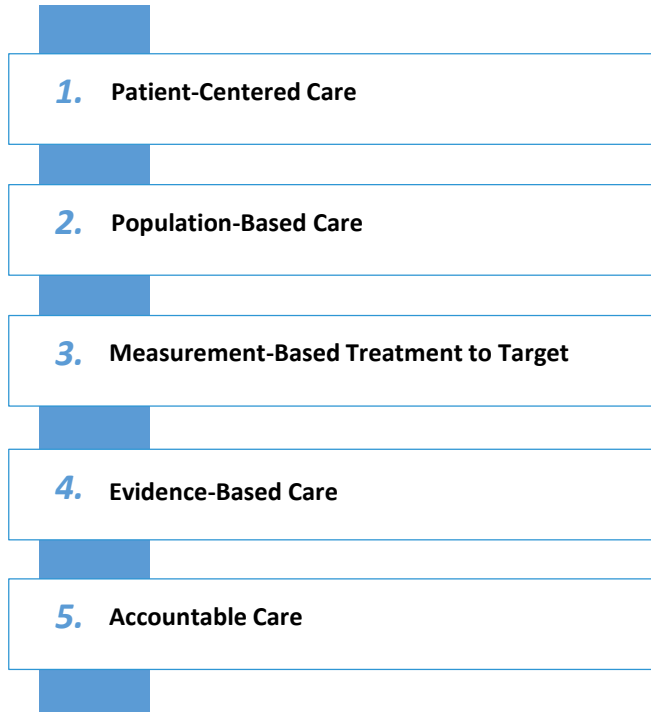 1. Patient-Centered Care
2. Population-Based Care
3. Measurement-Based Treatment to Target
4. Evidence-Based Care
5. Accountable Care